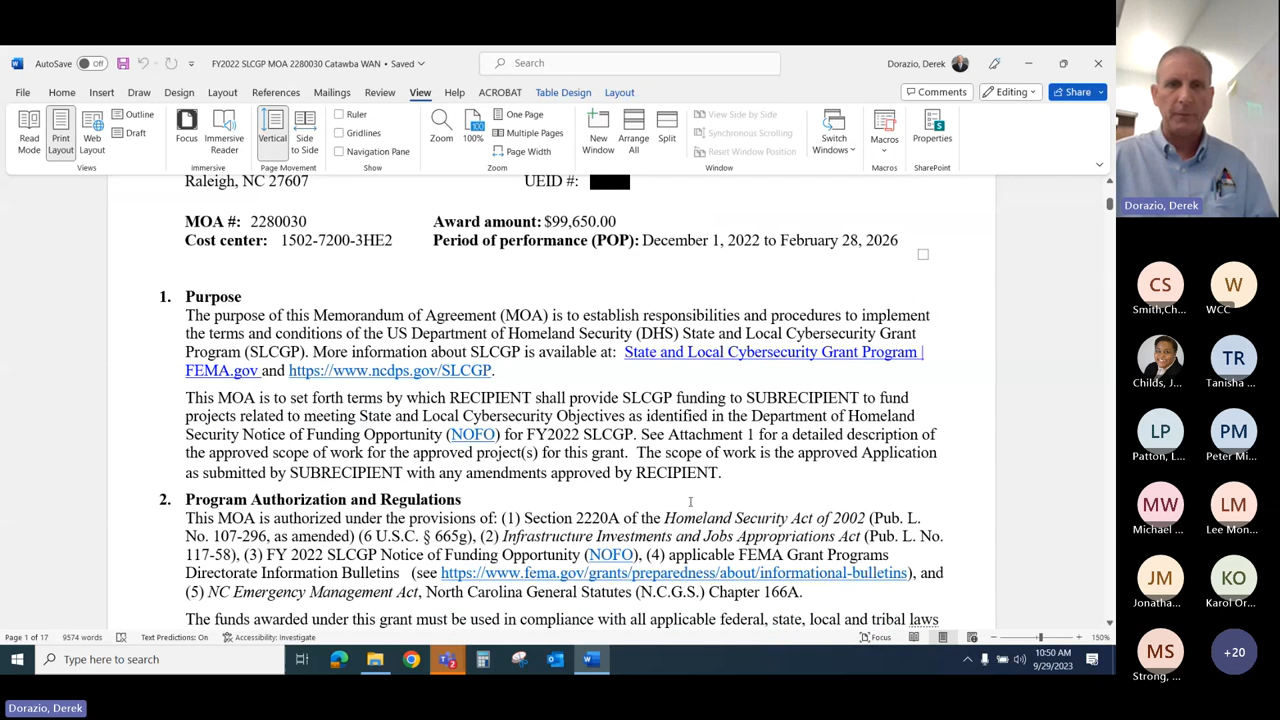 AutoSave Off FY2022 SLCGP MOA 2280030 Catawba WAN • Saved Search Dorazio, Derek
File Home Insert Draw Design Layout References Mailings Review View Help ACROBAT Table Design Layout Comments Editing Share
Read Mode Print Layout Web Layout Outline Draft Focus Immersive Reader Vertical Side to Side Ruler Gridlines Navigation Pane Zoom 100% One Page Multiple Pages Page Width New Window Arrange All Split View Side by Side Synchronous Scrolling Reset Window Position Switch Windows Macros Properties
Views Immersive Page Movement Show Zoom Window Macros SharePoint
Raleigh, NC 27607 UEID #:
MOA #: 2280030 Award amount: $99,650.00
Cost center: 1502-7200-3HE2 Period of performance (POP): December 1, 2022 to February 28, 2026
1. Purpose
The purpose of this Memorandum of Agreement (MOA) is to establish responsibilities and procedures to implement
the terms and conditions of the US Department of Homeland Security (DHS) State and Local Cybersecurity Grant
Program (SLCGP). More information about SLCGP is available at: State and Local Cybersecurity Grant Program |
FEMA.gov and https://www.ncdps.gov/SLCGP.
This MOA is to set forth terms by which RECIPIENT shall provide SLCGP funding to SUBRECIPIENT to fund
projects related to meeting State and Local Cybersecurity Objectives as identified in the Department of Homeland
Security Notice of Funding Opportunity (NOFO) for FY2022 SLCGP. See Attachment 1 for a detailed description of
the approved scope of work for the approved project(s) for this grant. The scope of work is the approved Application
as submitted by SUBRECIPIENT with any amendments approved by RECIPIENT.
2. Program Authorization and Regulations
This MOA is authorized under the provisions of: (1) Section 2220A of the Homeland Security Act of 2002 (Pub. L.
No. 107-296, as amended) (6 U.S.C. § 665g), (2) Infrastructure Investments and Jobs Appropriations Act (Pub. L. No.
117-58), (3) FY 2022 SLCGP Notice of Funding Opportunity (NOFO), (4) applicable FEMA Grant Programs
Directorate Information Bulletins (see https://www.fema.gov/grants/preparedness/about/informational-bulletins), and
(5) NC Emergency Management Act, North Carolina General Statutes (N.C.G.S.) Chapter 166A.
The funds awarded under this grant must be used in compliance with all applicable federal, state, local and tribal laws
Page 1 of 17 9574 words Text Predictions: On Accessibility: Investigate Focus 150%
Type here to search 10:50 AM
9/29/2023
Dorazio, Derek
CS W
Smith,Ch... WCC
TR
Childs, J... Tanisha ...
LP PM
Patton, L... Peter Mi...
MW LM
Michael ... Lee Mon...
JM KO
Jonatha... Karol Or...
MS +20
Strong, ...
Dorazio, Derek